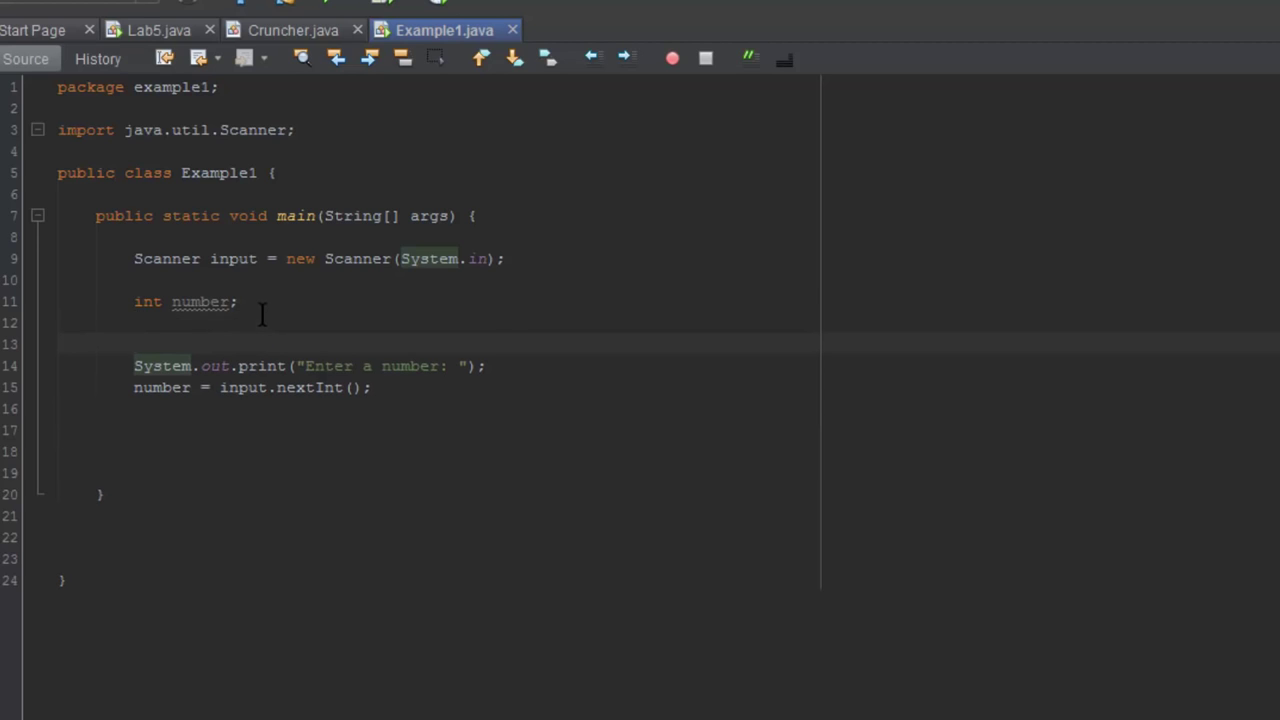 Start Page Lab5.java Cruncher.java Example1.java
Source History
1 package example1;
2
3 import java.util.Scanner;
4
5 public class Example1 {
6
7 public static void main(String[] args) {
8
9 Scanner input = new Scanner(System.in);
10
11 int number;
12
13
14 System.out.print("Enter a number: ");
15 number = input.nextInt();
16
17
18
19
20 }
21
22
23
24 }